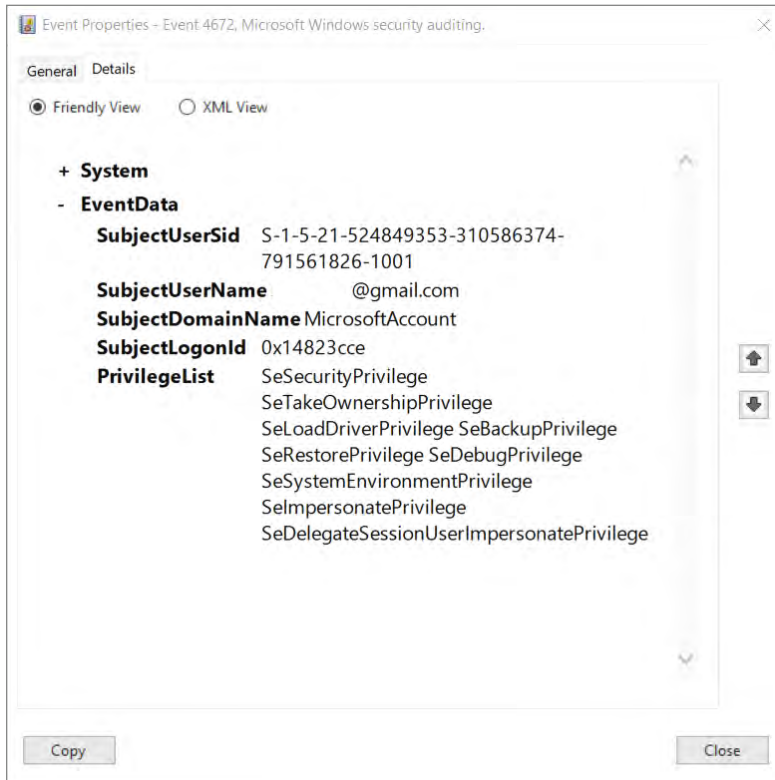 Event Properties - Event 4672, Microsoft Windows security auditing.
General Details
Friendly View XML View
+ System
- EventData
SubjectUserSid S-1-5-21-524849353-310586374-
791561826-1001
SubjectUserName @gmail.com
SubjectDomainName MicrosoftAccount
SubjectLogonId 0x14823cce
PrivilegeList SeSecurityPrivilege
SeTakeOwnershipPrivilege
SeLoadDriverPrivilege SeBackupPrivilege
SeRestorePrivilege SeDebugPrivilege
SeSystemEnvironmentPrivilege
SeImpersonatePrivilege
SeDelegateSessionUserImpersonatePrivilege
Copy Close